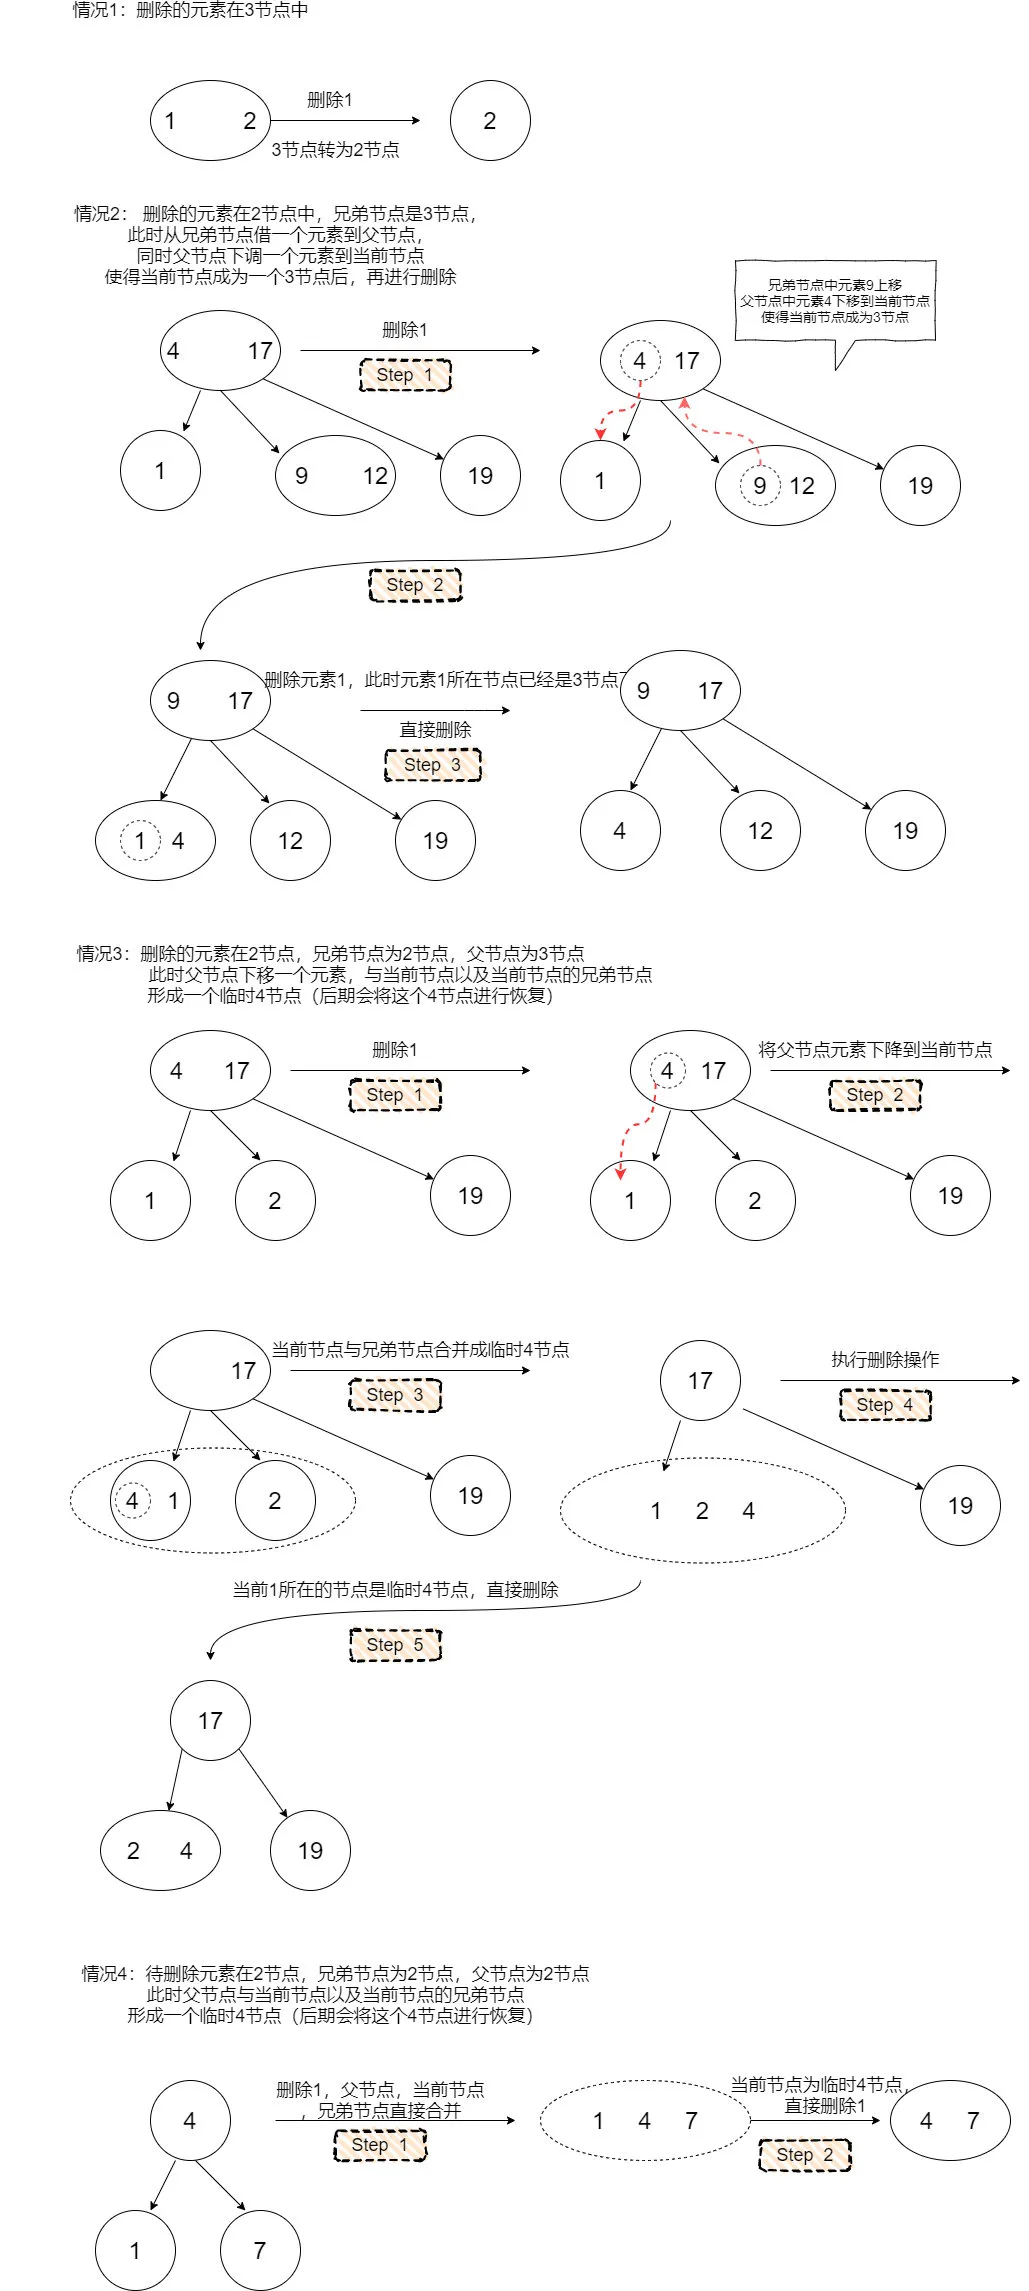 情况1：删除的元素在3节点中
删除1
1 2
2
3节点转为2节点
情况2： 删除的元素在2节点中，兄弟节点是3节点，
此时从兄弟节点借一个元素到父节点，
同时父节点下调一个元素到当前节点
使得当前节点成为一个3节点后，再进行删除
兄弟节点中元素9上移
父节点中元素4下移到当前节点
使得当前节点成为3节点
删除1
4 17
Step 1
4 17
1
9 12
19
1
9 12
19
Step 2
删除元素1，此时元素1所在节点已经是3节点
9 17
9 17
直接删除
Step 3
1 4
12
19
4
12
19
情况3：删除的元素在2节点，兄弟节点为2节点，父节点为3节点
此时父节点下移一个元素，与当前节点以及当前节点的兄弟节点
形成一个临时4节点（后期会将这个4节点进行恢复）
删除1
将父节点元素下降到当前节点
4 17
4 17
Step 1
Step 2
1
2
19
1
2
19
当前节点与兄弟节点合并成临时4节点
执行删除操作
17
17
Step 3
Step 4
4 1
2
19
1 2 4
19
当前1所在的节点是临时4节点，直接删除
Step 5
17
2 4
19
情况4：待删除元素在2节点，兄弟节点为2节点，父节点为2节点
此时父节点与当前节点以及当前节点的兄弟节点
形成一个临时4节点（后期会将这个4节点进行恢复）
删除1，父节点，当前节点
，兄弟节点直接合并
当前节点为临时4节点，
直接删除1
4
1 4 7
4 7
Step 1
Step 2
1
7